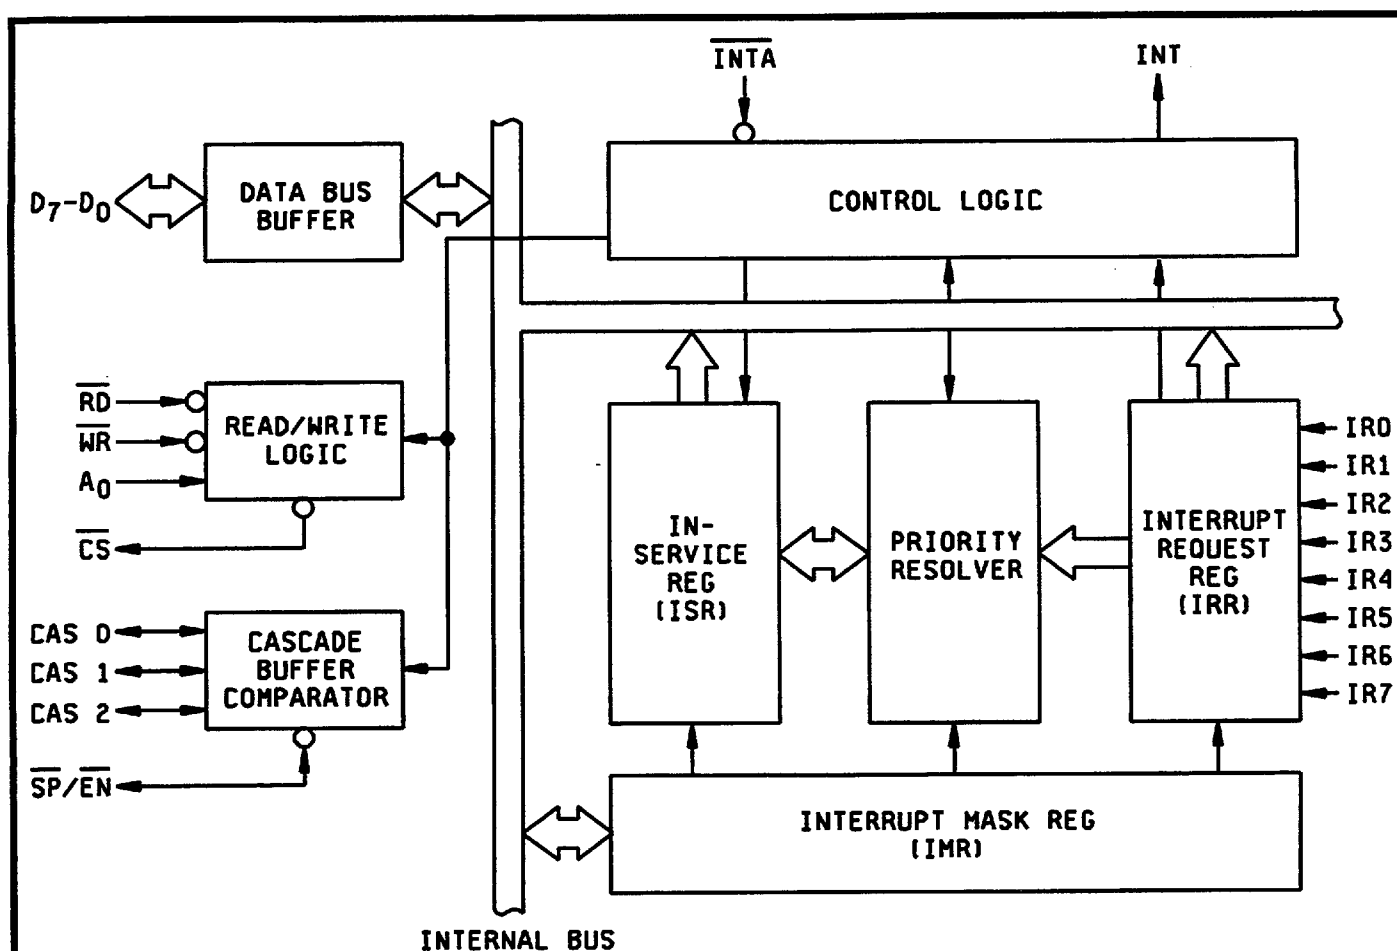 INTA
INT
D7-D0
DATA BUS
BUFFER
CONTROL LOGIC
RD
WR
A0
CS
READ/WRITE
LOGIC
CAS 0
CAS 1
CAS 2
SP/EN
CASCADE
BUFFER
COMPARATOR
IN-
SERVICE
REG
(ISR)
PRIORITY
RESOLVER
INTERRUPT
REQUEST
REG
(IRR)
IR0
IR1
IR2
IR3
IR4
IR5
IR6
IR7
INTERRUPT MASK REG
(IMR)
INTERNAL BUS